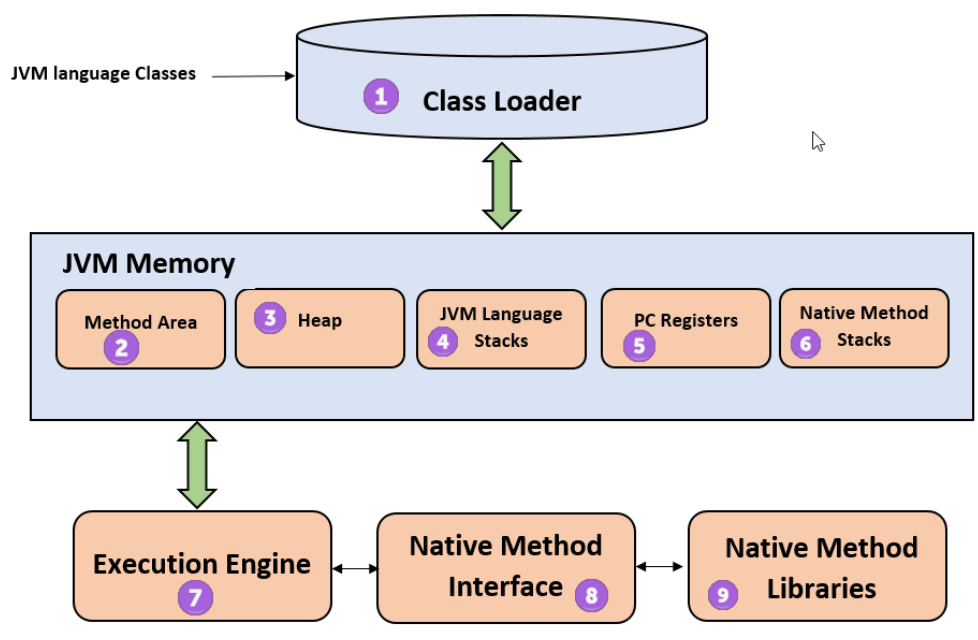 JVM language Classes
1 Class Loader
JVM Memory
Method Area
2
3 Heap
JVM Language
4 Stacks
PC Registers
5
Native Method
6 Stacks
Execution Engine
7
Native Method
Interface 8
Native Method
9 Libraries